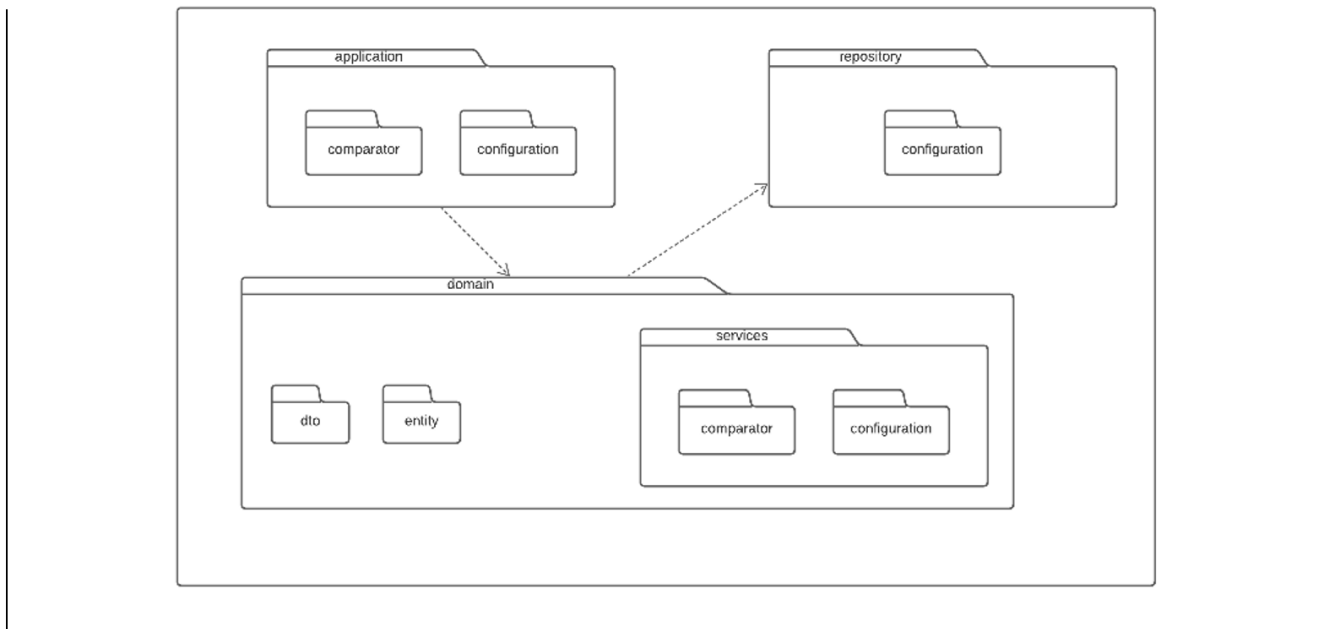 application
repository
comparator
configuration
configuration
domain
services
dto
entity
comparator
configuration